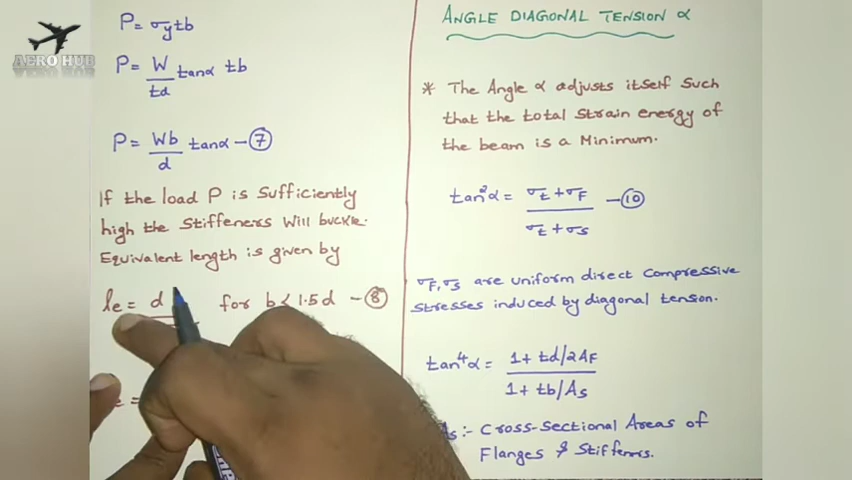 AERO HUB
P = σy tb
P = W/td tanα tb
P = Wb/d tanα - ⑦
If the load P is sufficiently
high the stiffeners will buckle.
Equivalent length is given by
le = d
for b < 1.5d - ⑧
e =
ANGLE DIAGONAL TENSION α
* The Angle α adjusts itself such
that the total strain energy of
the beam is a Minimum.
tan²α = σt + σF / σt + σs - ⑩
σF, σs are uniform direct compressive
stresses induced by diagonal tension.
tan⁴α = 1 + td/2AF / 1 + tb/As
As :- Cross-sectional Areas of
Flanges & Stiffeners.